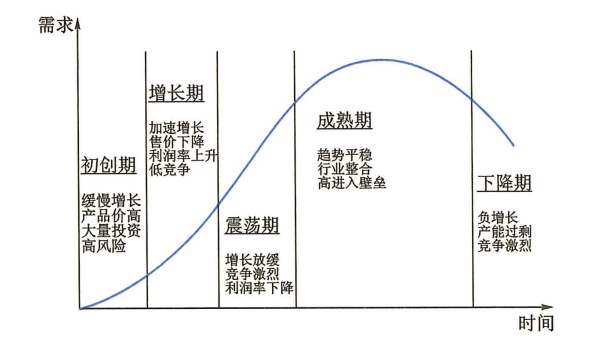 需求
初创期
缓慢增长
产品价高
大量投资
高风险
增长期
加速增长
售价下降
利润率上升
低竞争
震荡期
增长放缓
竞争激烈
利润率下降
成熟期
趋势平稳
行业整合
高进入壁垒
下降期
负增长
产能过剩
竞争激烈
时间